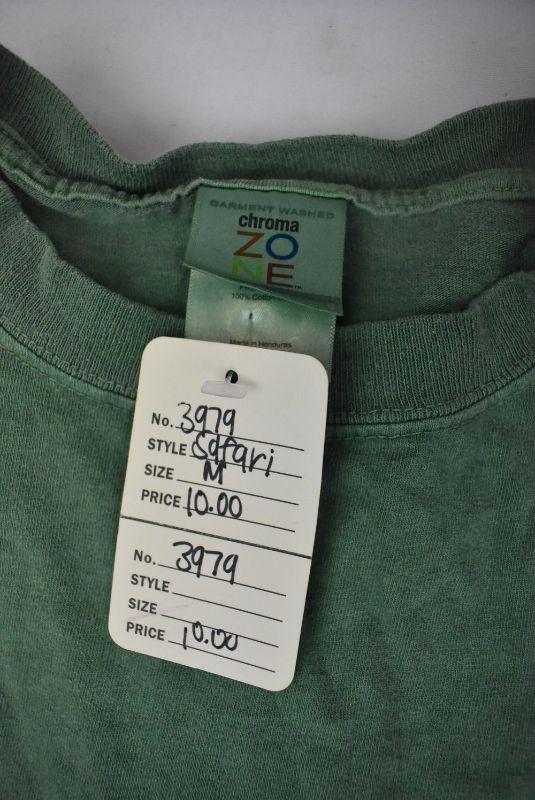 GARMENT WASHED
chroma
ZO
NE™
100% Cotton
Made in Honduras
No. 3979
STYLE Safari
SIZE M
PRICE 10.00
No. 3979
STYLE
SIZE
PRICE 10.00